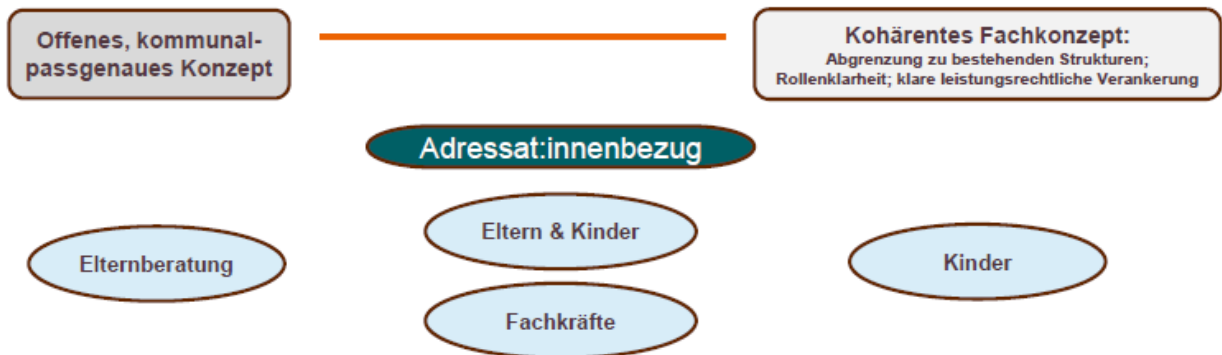 Offenes, kommunal-
passgenaues Konzept
Kohärentes Fachkonzept:
Abgrenzung zu bestehenden Strukturen;
Rollenklarheit; klare leistungsrechtliche Verankerung
Adressat:innenbezug
Elternberatung
Eltern & Kinder
Fachkräfte
Kinder